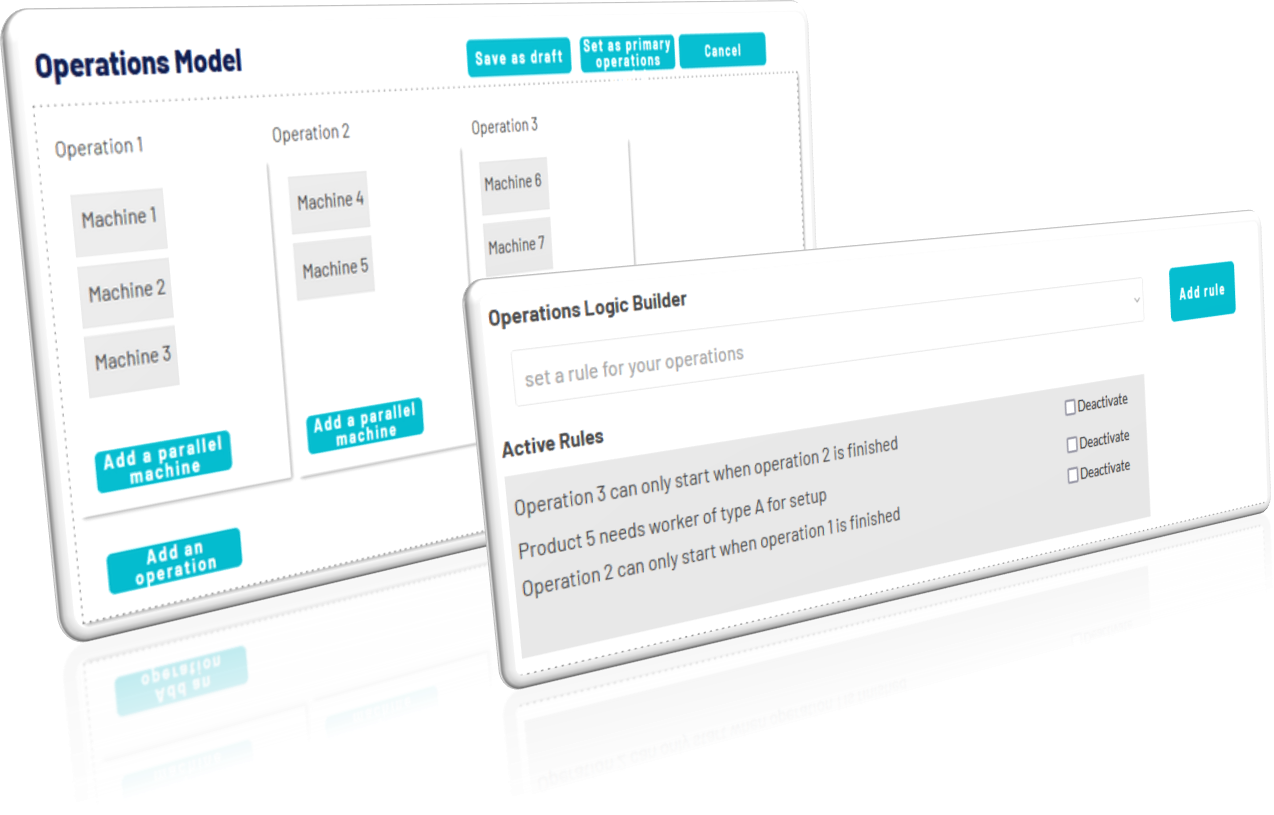 Operations Model
Save as draft
Set as primary
operations
Cancel
Operation 1
Machine 1
Machine 2
Machine 3
Add a parallel
machine
Operation 2
Machine 4
Machine 5
Add a parallel
machine
Operation 3
Machine 6
Machine 7
Add an
operation
Operations Logic Builder
set a rule for your operations
Add rule
Active Rules
Operation 3 can only start when operation 2 is finished
Deactivate
Product 5 needs worker of type A for setup
Deactivate
Operation 2 can only start when operation 1 is finished
Deactivate